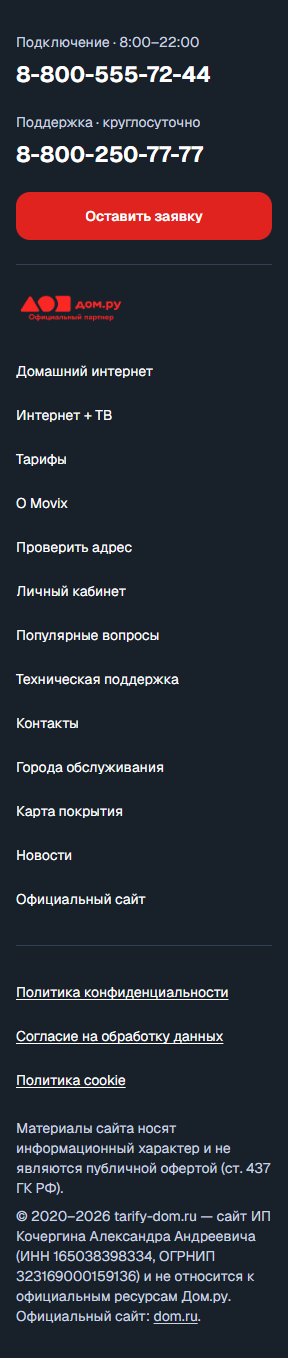 Подключение · 8:00–22:00
8-800-555-72-44
Поддержка · круглосуточно
8-800-250-77-77
Оставить заявку
дом.ру
Официальный партнер
Домашний интернет
Интернет + ТВ
Тарифы
О Movix
Проверить адрес
Личный кабинет
Популярные вопросы
Техническая поддержка
Контакты
Города обслуживания
Карта покрытия
Новости
Официальный сайт
Политика конфиденциальности
Согласие на обработку данных
Политика cookie
Материалы сайта носят
информационный характер и не
являются публичной офертой (ст. 437
ГК РФ).
© 2020–2026 tarify-dom.ru — сайт ИП
Кочергина Александра Андреевича
(ИНН 165038398334, ОГРНИП
323169000159136) и не относится к
официальным ресурсам Дом.ру.
Официальный сайт: dom.ru.